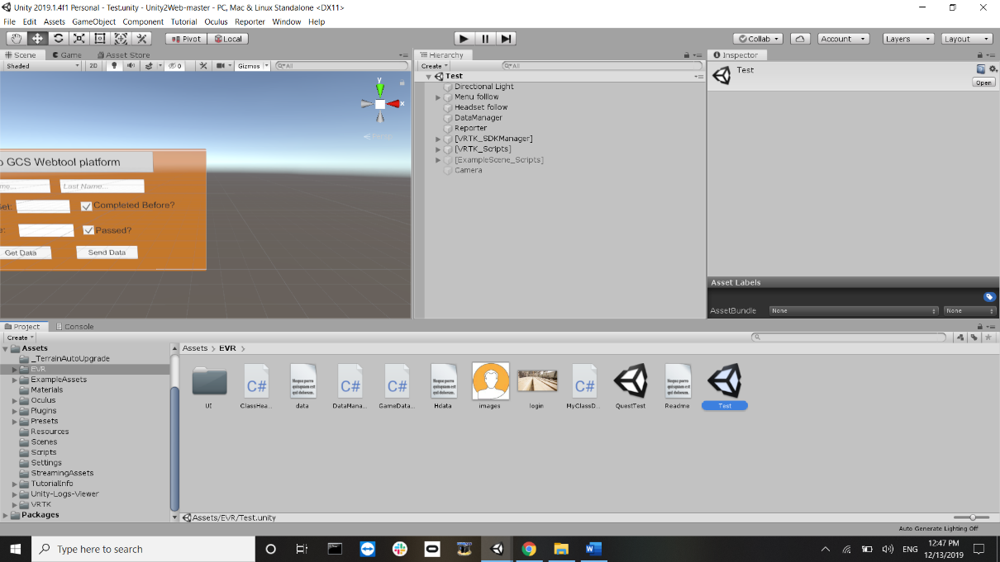 Unity 2019.1.4f1 Personal - Test.unity - Unity2Web-master - PC, Mac & Linux Standalone <DX11>
File Edit Assets GameObject Component Tutorial Oculus Reporter Window Help
Pivot Local Collab Account Layers Layout
Scene Game Asset Store
Shaded 2D 0 Gizmos All
y
x
GCS Webtool platform
Last Name...
Completed Before?
Passed?
Get Data Send Data
Hierarchy
Create All
Test
Directional Light
Menu folllow
Headset follow
DataManager
Reporter
[VRTK_SDKManager]
[VRTK_Scripts]
[ExampleScene_Scripts]
Camera
Inspector
Test
Open
Asset Labels
AssetBundle None None
Project Console
Create
Assets
_TerrainAutoUpgrade
EVR
ExampleAssets
Materials
Oculus
Plugins
Presets
Resources
Scenes
Scripts
Settings
StreamingAssets
TutorialInfo
Unity-Logs-Viewer
VRTK
Packages
Assets > EVR >
C# C# C# C#
UI ClassHea... data DataMana... GameData... Hdata images login MyClassD... QuestTest Readme Test
Assets/EVR/Test.unity
Auto Generate Lighting Off
Type here to search
ENG
12:47 PM
12/13/2019